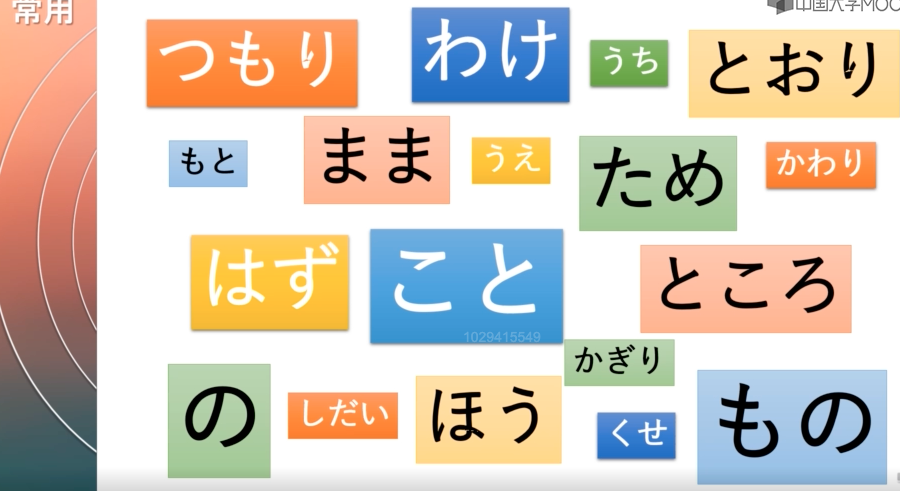 常用
中国大学MOO
つもり
わけ
うち
とおり
もと
まま
うえ
ため
かわり
はず
こと
ところ
1029415549
かぎり
の
しだい
ほう
くせ
もの